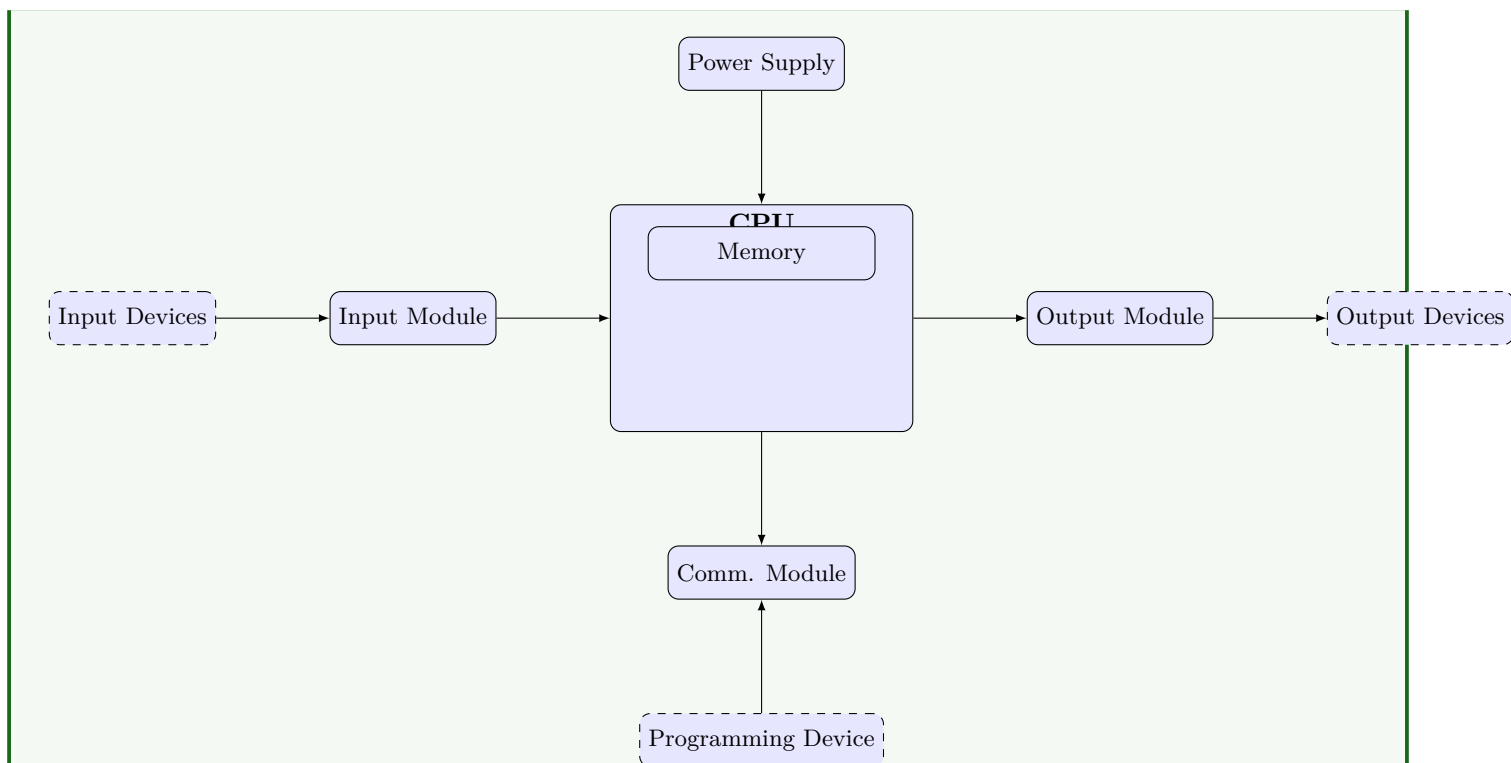 Power Supply
CPU
Memory
Input Devices
Input Module
Output Module
Output Devices
Comm. Module
Programming Device